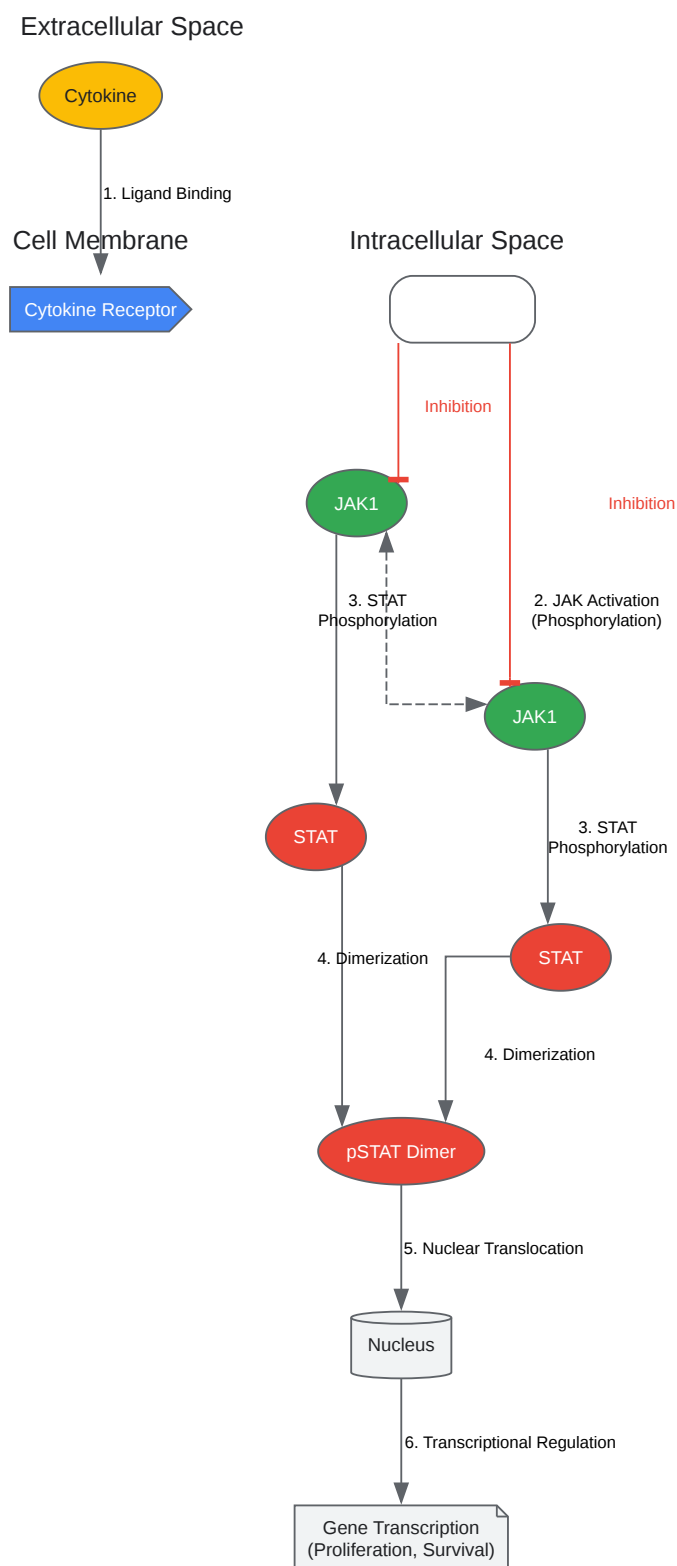 Extracellular Space
Cytokine
1. Ligand Binding
Cell Membrane
Intracellular Space
Cytokine Receptor
Inhibition
JAK1
Inhibition
3. STAT
Phosphorylation
2. JAK Activation
(Phosphorylation)
JAK1
STAT
3. STAT
Phosphorylation
4. Dimerization
STAT
4. Dimerization
pSTAT Dimer
5. Nuclear Translocation
Nucleus
6. Transcriptional Regulation
Gene Transcription
(Proliferation, Survival)